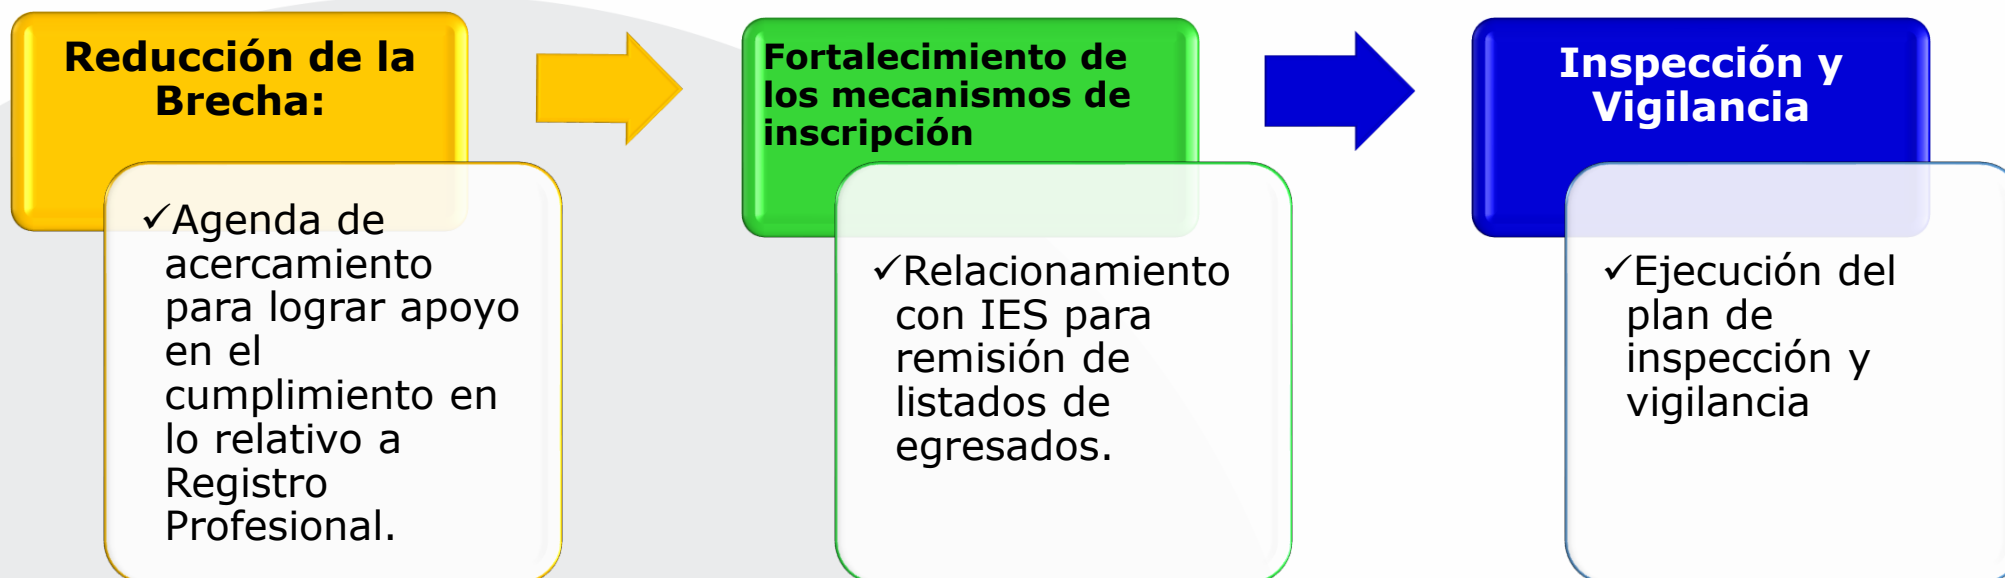 Reducción de la
Brecha:
✓Agenda de
acercamiento
para lograr apoyo
en el
cumplimiento en
lo relativo a
Registro
Profesional.
Fortalecimiento de
los mecanismos de
inscripción
✓Relacionamiento
con IES para
remisión de
listados de
egresados.
Inspección y
Vigilancia
✓Ejecución del
plan de
inspección y
vigilancia